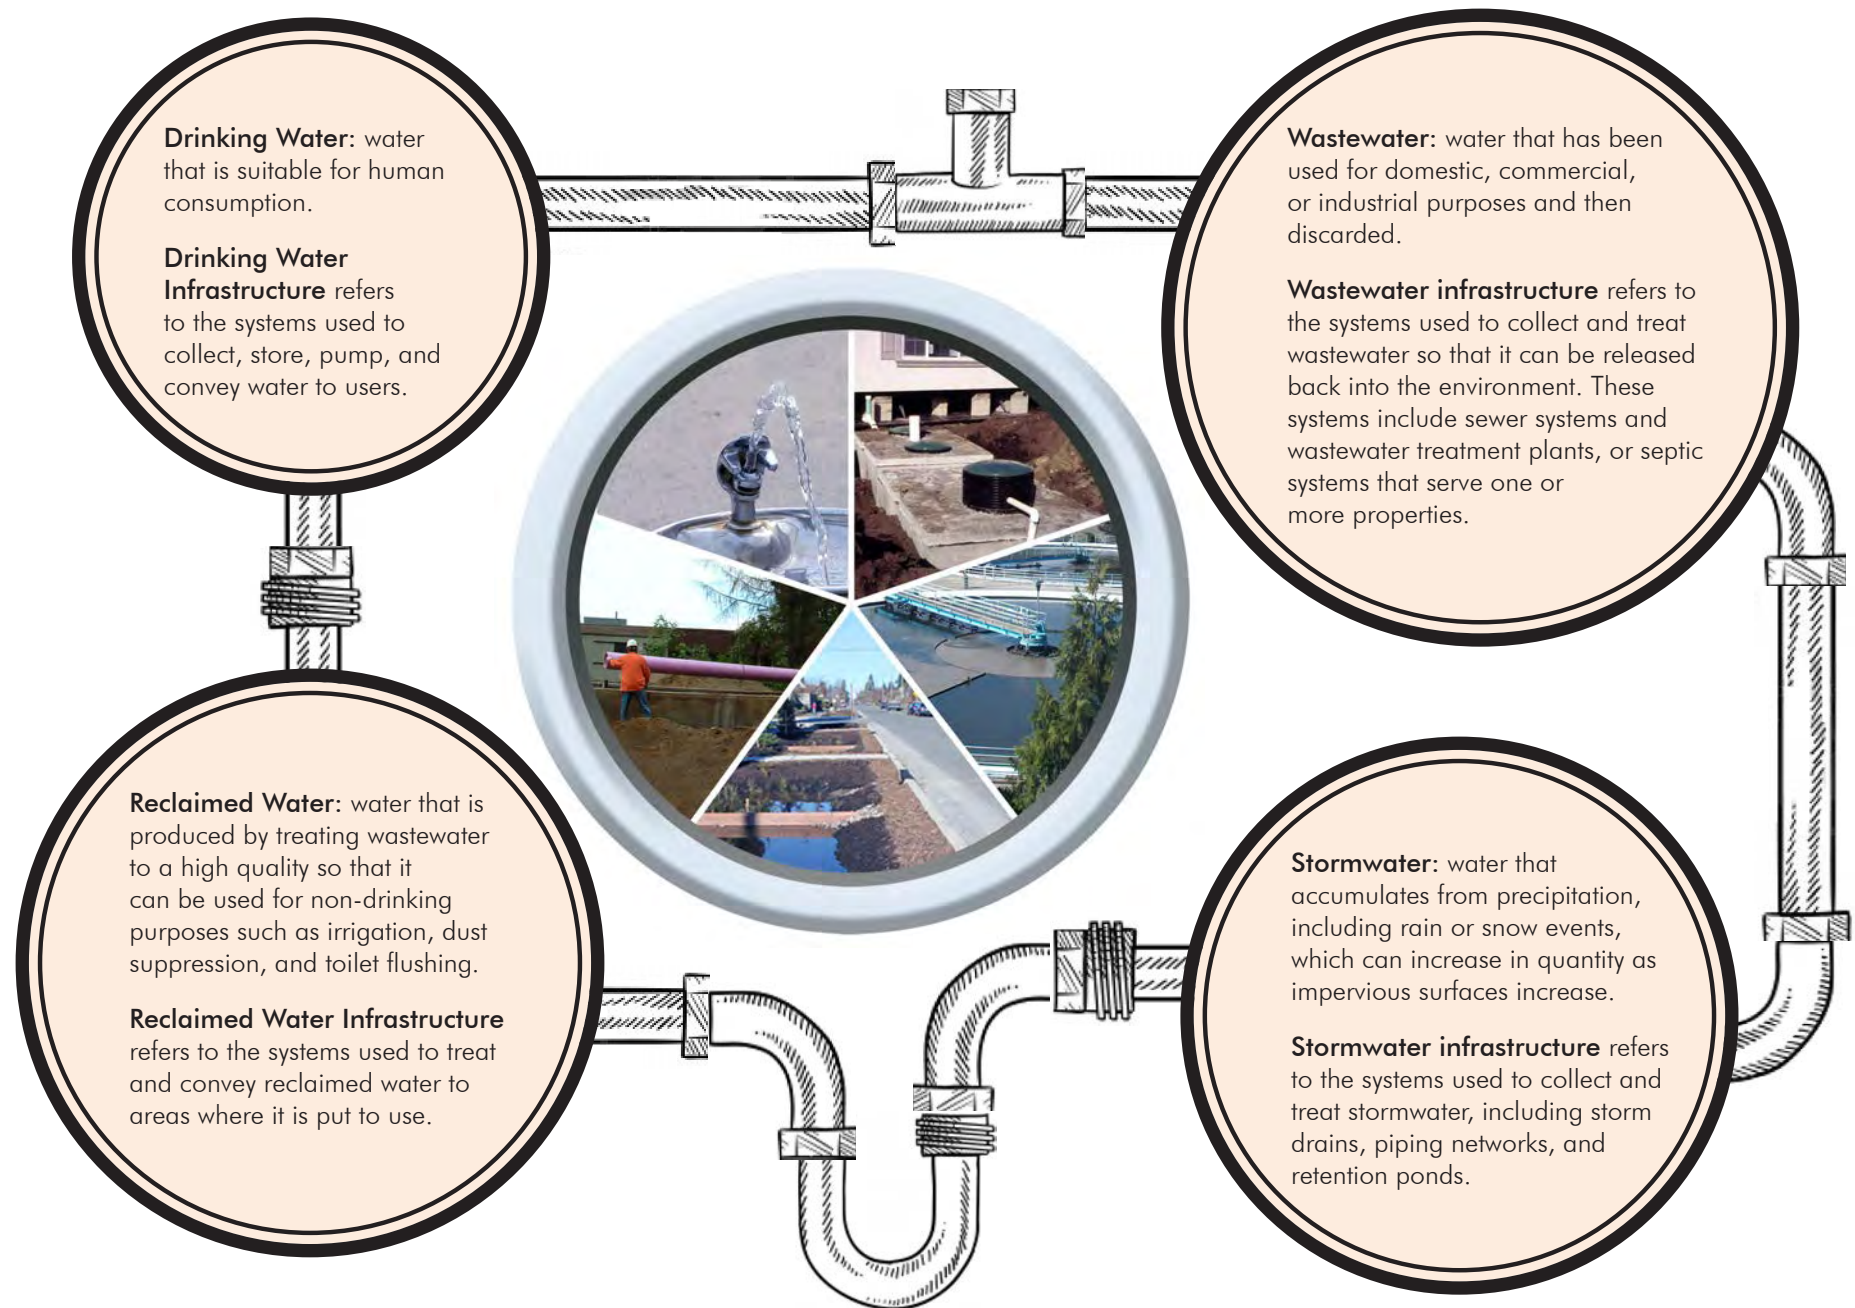 Drinking Water: water
that is suitable for human
consumption.
Drinking Water
Infrastructure refers
to the systems used to
collect, store, pump, and
convey water to users.
Wastewater: water that has been
used for domestic, commercial,
or industrial purposes and then
discarded.
Wastewater infrastructure refers to
the systems used to collect and treat
wastewater so that it can be released
back into the environment. These
systems include sewer systems and
wastewater treatment plants, or septic
systems that serve one or
more properties.
Reclaimed Water: water that is
produced by treating wastewater
to a high quality so that it
can be used for non-drinking
purposes such as irrigation, dust
suppression, and toilet flushing.
Reclaimed Water Infrastructure
refers to the systems used to treat
and convey reclaimed water to
areas where it is put to use.
Stormwater: water that
accumulates from precipitation,
including rain or snow events,
which can increase in quantity as
impervious surfaces increase.
Stormwater infrastructure refers
to the systems used to collect and
treat stormwater, including storm
drains, piping networks, and
retention ponds.